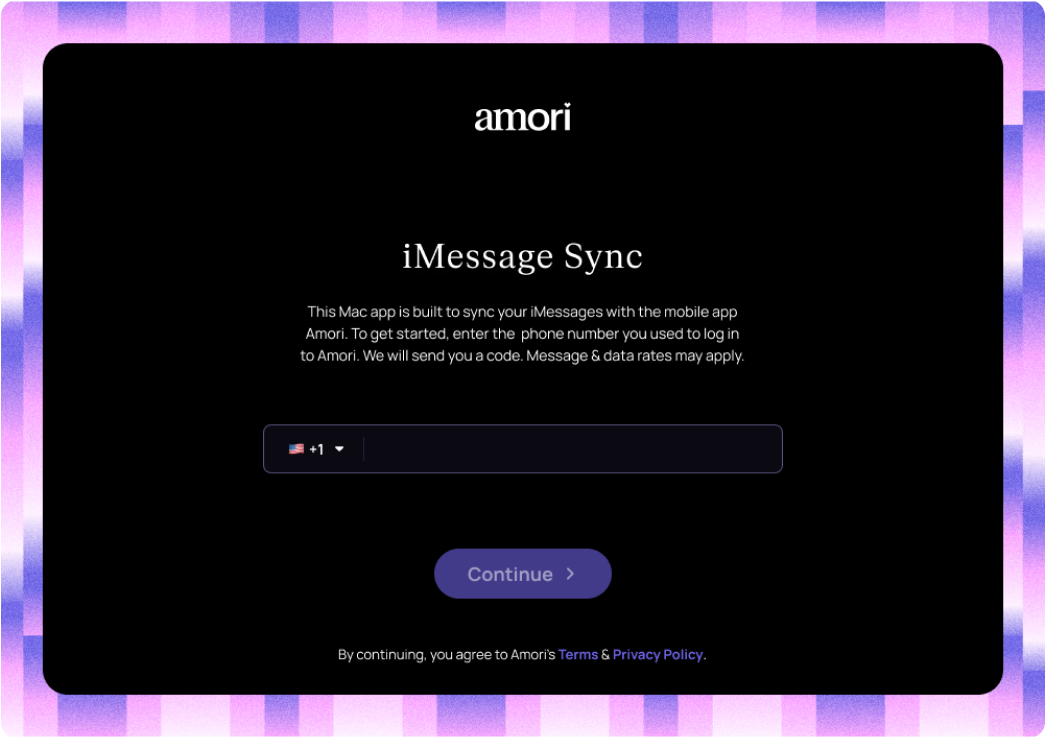 amori
iMessage Sync
This Mac app is built to sync your iMessages with the mobile app
Amori. To get started, enter the phone number you used to log in
to Amori. We will send you a code. Message & data rates may apply.
+1
Continue
By continuing, you agree to Amori's Terms & Privacy Policy.